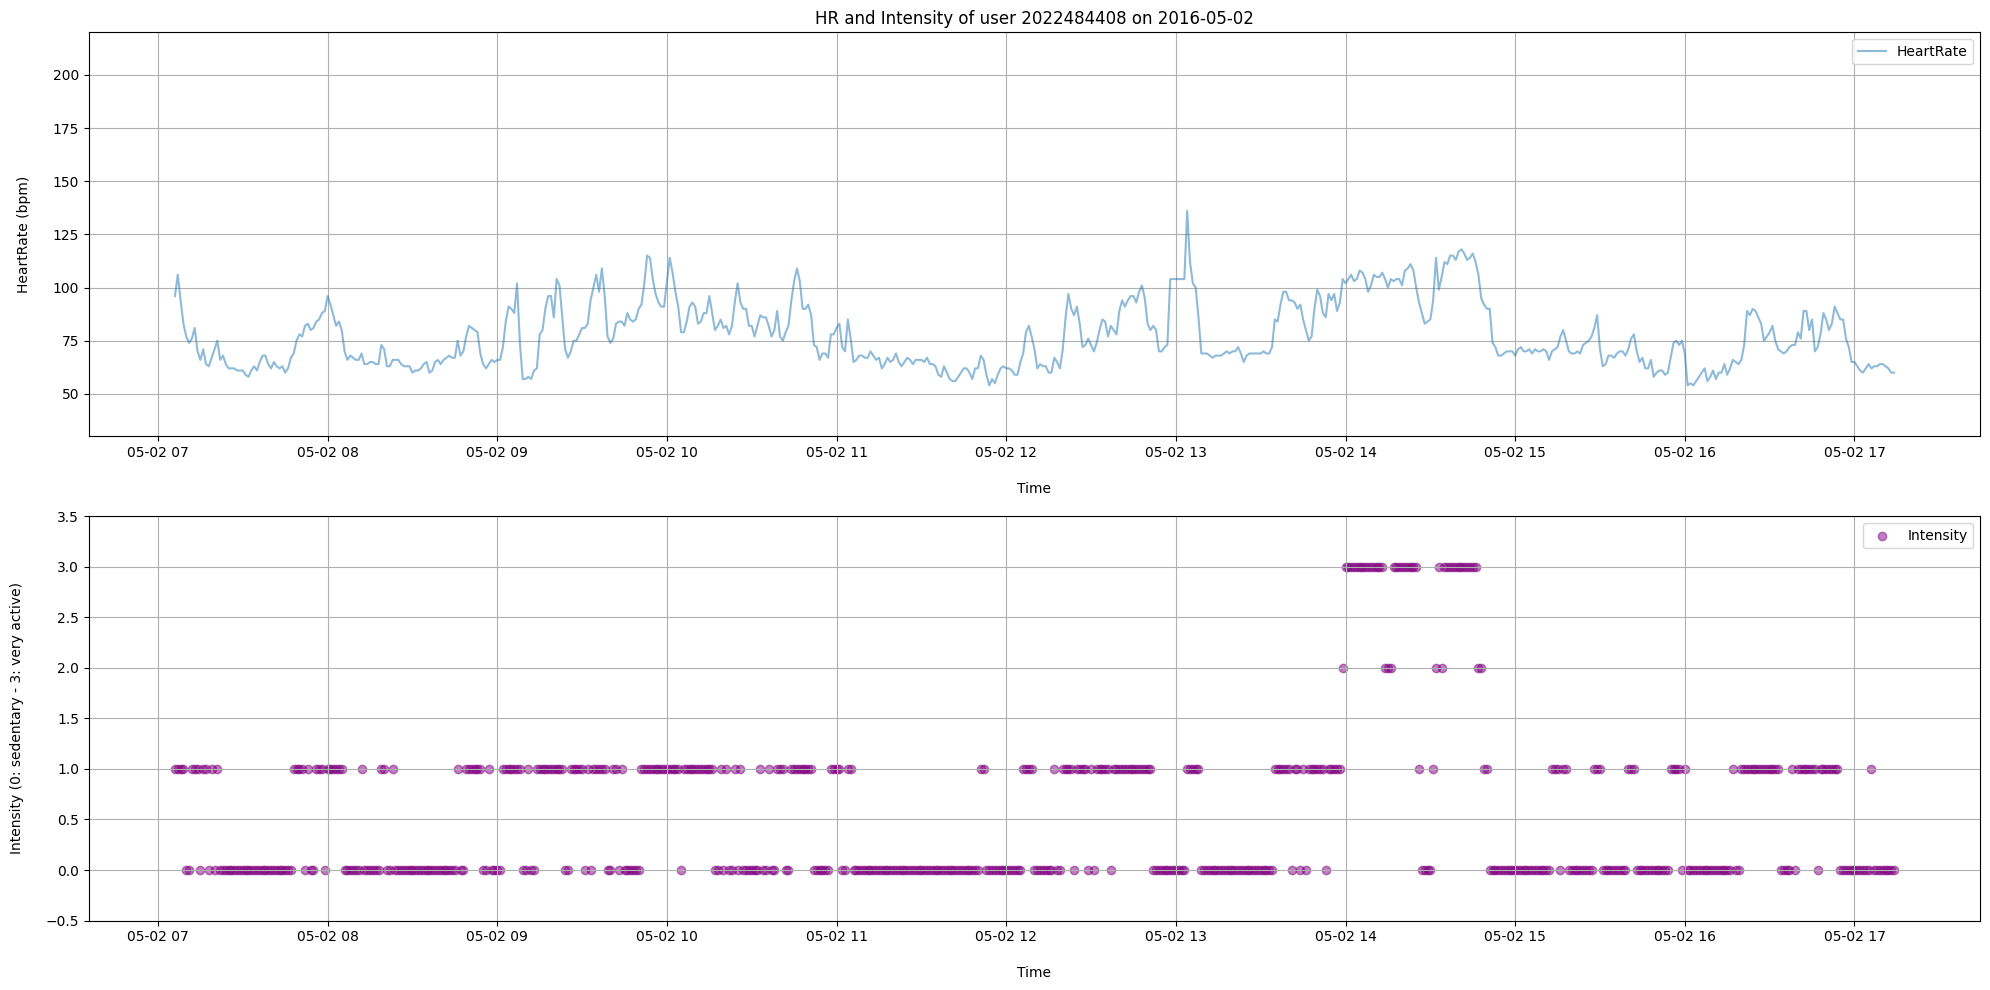 HR and Intensity of user 2022484408 on 2016-05-02
HeartRate
200
175
150
125
100
75
50
HeartRate (bpm)
05-02 07 05-02 08 05-02 09 05-02 10 05-02 11 05-02 12 05-02 13 05-02 14 05-02 15 05-02 16 05-02 17
Time
Intensity
3.5
3.0
2.5
2.0
1.5
1.0
0.5
0.0
−0.5
Intensity (0: sedentary - 3: very active)
05-02 07 05-02 08 05-02 09 05-02 10 05-02 11 05-02 12 05-02 13 05-02 14 05-02 15 05-02 16 05-02 17
Time